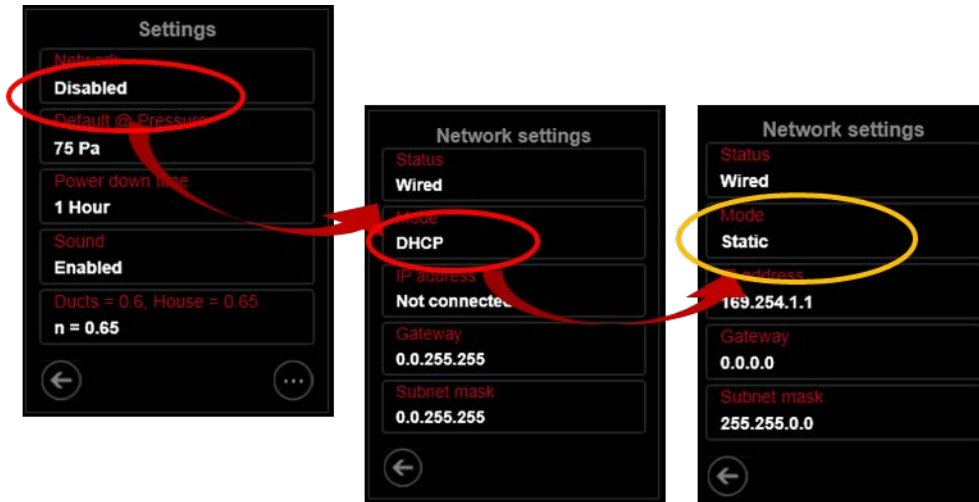 Settings
Network
Disabled
Default @ Pressure
75 Pa
Power down time
1 Hour
Sound
Enabled
Ducts = 0.6, House = 0.65
n = 0.65
Network settings
Status
Wired
Mode
DHCP
IP address
Not connected
Gateway
0.0.255.255
Subnet mask
0.0.255.255
Network settings
Status
Wired
Mode
Static
IP address
169.254.1.1
Gateway
0.0.0.0
Subnet mask
255.255.0.0